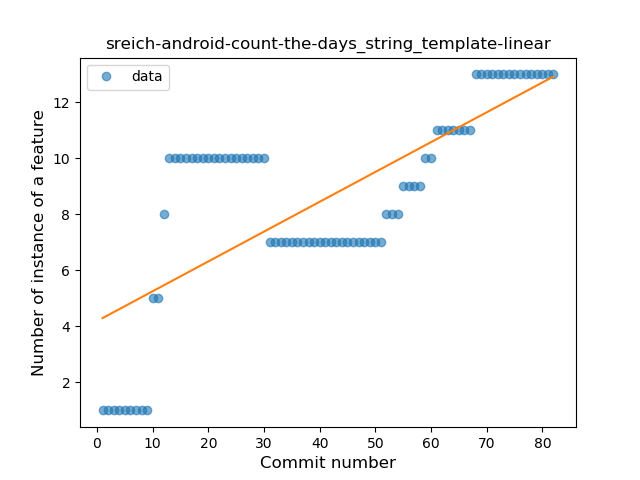 sreich-android-count-the-days_string_template-linear
data
Number of instance of a feature
12
10
8
6
4
2
0 10 20 30 40 50 60 70 80
Commit number